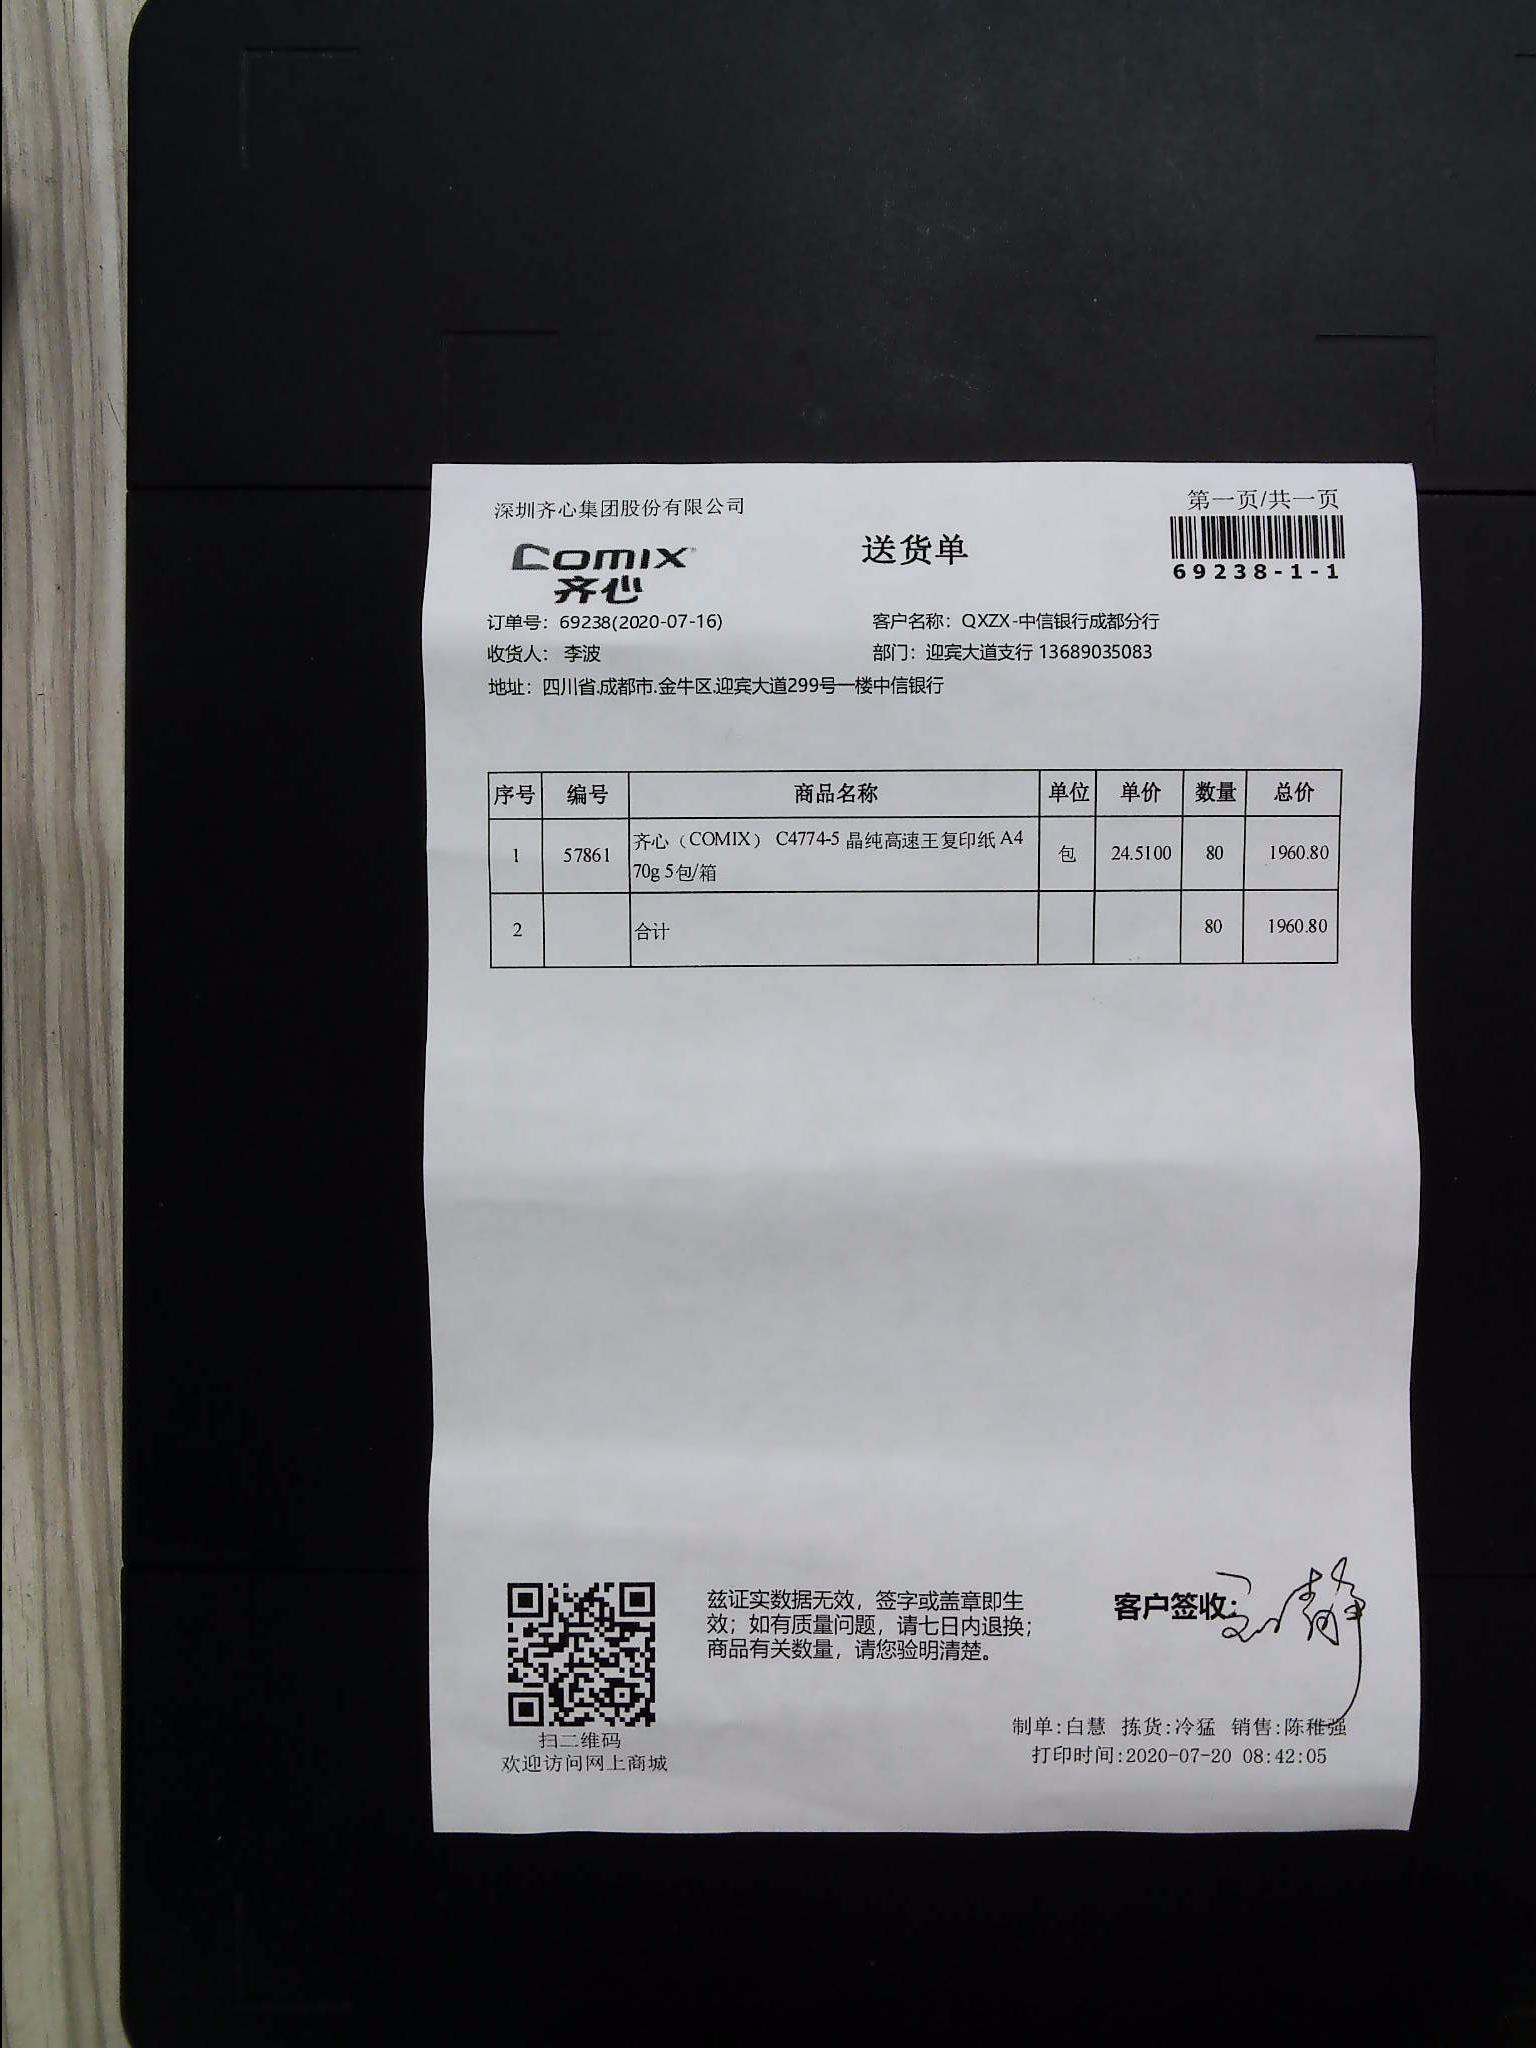 深圳齐心集团股份有限公司
第一页/共一页
COMIX
齐心
送货单
69238-1-1
订单号：69238(2020-07-16)
客户名称：QXZX-中信银行成都分行
收货人： 李波
部门：迎宾大道支行 13689035083
地址：四川省.成都市.金牛区.迎宾大道299号一楼中信银行
序号 编号 商品名称 单位 单价 数量 总价
1 57861 齐心（COMIX） C4774-5 晶纯高速王复印纸 A4 包 24.5100 80 1960.80
70g 5包/箱
2 合计 80 1960.80
兹证实数据无效，签字或盖章即生
效；如有质量问题，请七日内退换；
商品有关数量，请您验明清楚。
客户签收：
扫二维码
欢迎访问网上商城
制单:白慧 拣货:冷猛 销售:陈稚强
打印时间:2020-07-20 08:42:05